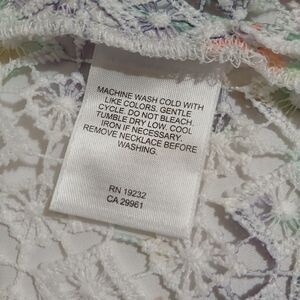 MACHINE WASH COLD WITH
LIKE COLORS. GENTLE
CYCLE. DO NOT BLEACH.
TUMBLE DRY LOW. COOL
IRON IF NECESSARY.
REMOVE NECKLACE BEFORE
WASHING.
RN 19232
CA 29961